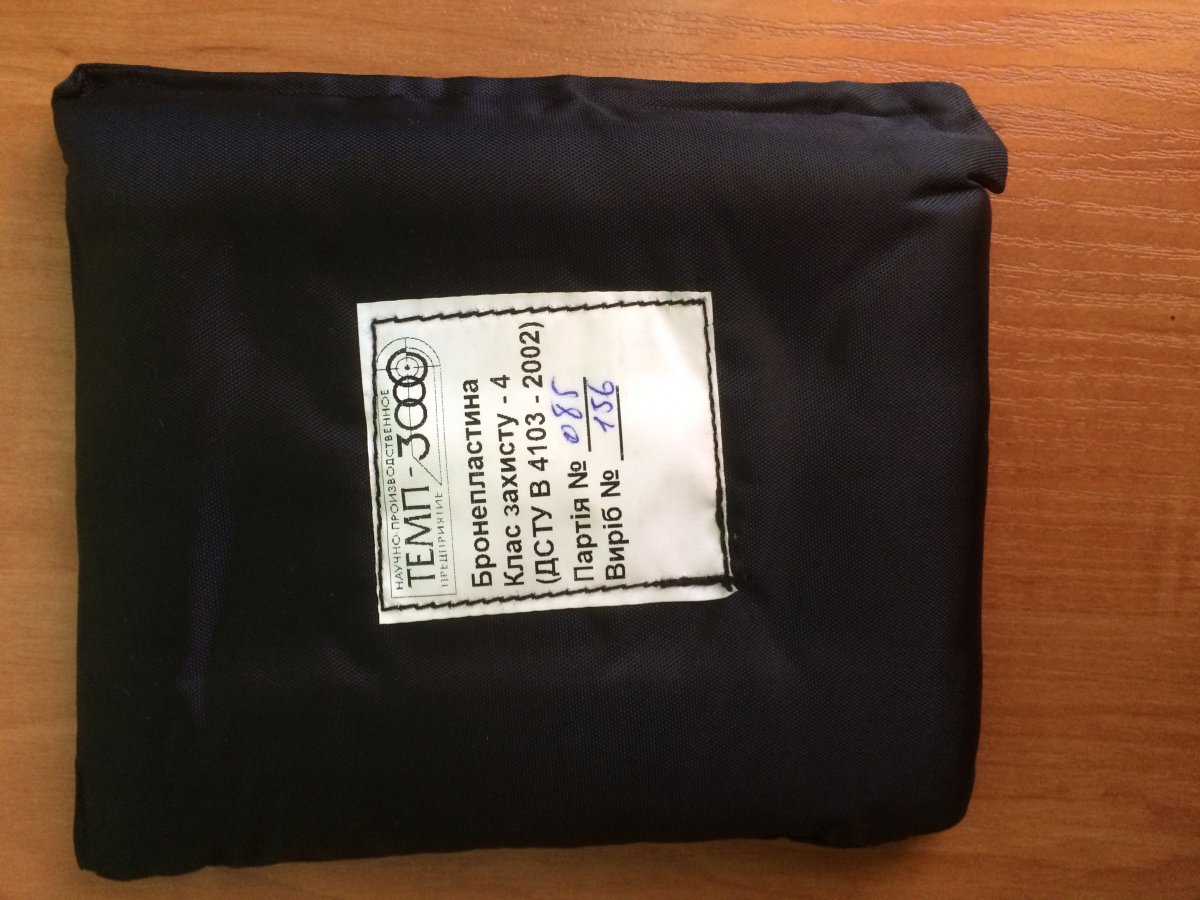 НАУЧНО-ПРОИЗВОДСТВЕННОЕ
ТЕМП-3000
ПРЕДПРИЯТИЕ
Бронепластина
Клас захисту - 4
(ДСТУ В 4103 - 2002)
Партія № 085
Виріб № 156